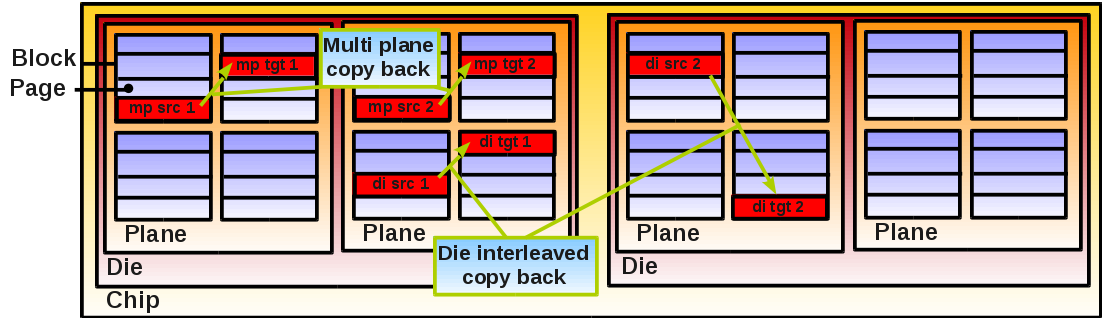 Block
Page
mp src 1
mp tgt 1
Multi plane
copy back
mp src 2
mp tgt 2
di src 1
di tgt 1
di src 2
di tgt 2
Plane
Plane
Plane
Plane
Die interleaved
copy back
Die
Die
Chip